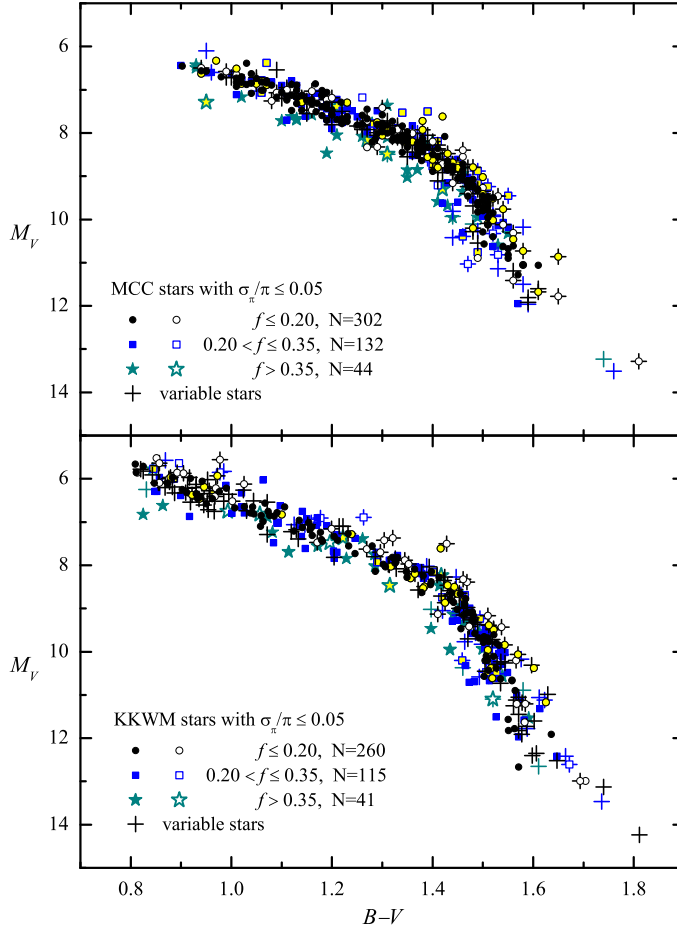 6
8
10
12
14
M_V
MCC stars with σ_π/π ≤ 0.05
f ≤ 0.20, N=302
0.20 < f ≤ 0.35, N=132
f > 0.35, N=44
variable stars
6
8
10
12
14
M_V
KKWM stars with σ_π/π ≤ 0.05
f ≤ 0.20, N=260
0.20 < f ≤ 0.35, N=115
f > 0.35, N=41
variable stars
0.8 1.0 1.2 1.4 1.6 1.8
B–V